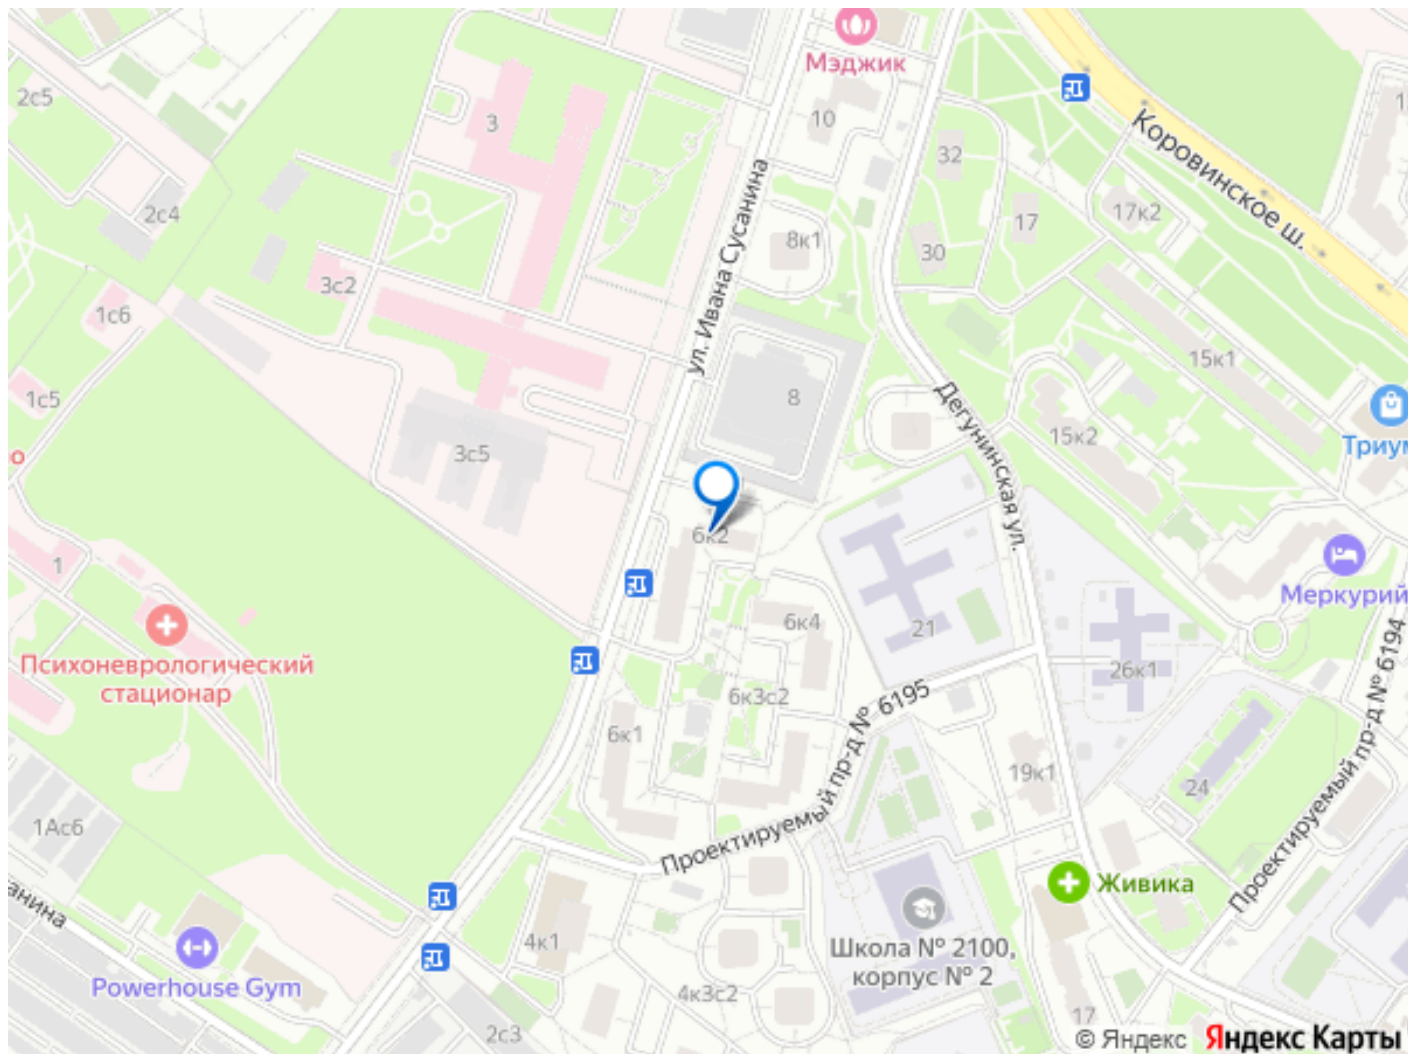 Мэджик
2с5
3
10
Коровинское ш.
32
2с4
17к2
17
8к1
30
ул. Ивана Сусанина
3с2
1с6
15к1
1с5
8
Дегунинская ул.
15к2
Триум
3с5
о
6к2
1
Меркурий
6к4
21
Психоневрологический
стационар
26к1
6к3с2
Проектируемый пр-д № 6195
Проектируемый пр-д № 6194
6к1
19к1
24
1Ас6
Живика
анина
4к1
Школа № 2100,
корпус № 2
Powerhouse Gym
4к3с2
17
2с3
© Яндекс Яндекс Карты